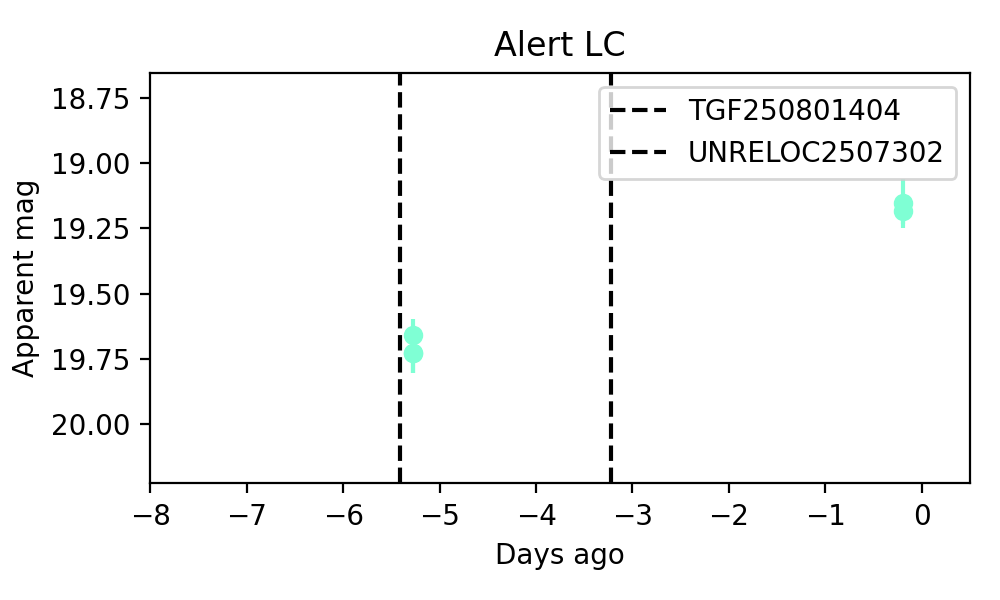 Alert LC
TGF250801404
UNRELOC2507302
18.75
19.00
19.25
19.50
19.75
20.00
Apparent mag
−8 −7 −6 −5 −4 −3 −2 −1 0
Days ago